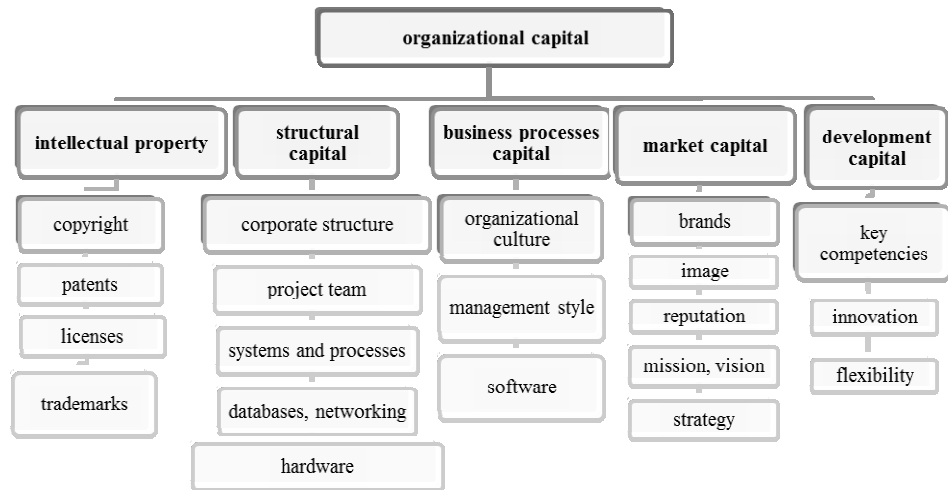 organizational capital
intellectual property
copyright
patents
licenses
trademarks
structural
capital
corporate structure
project team
systems and processes
databases, networking
hardware
business processes
capital
organizational
culture
management style
software
market capital
brands
image
reputation
mission, vision
strategy
development
capital
key
competencies
innovation
flexibility